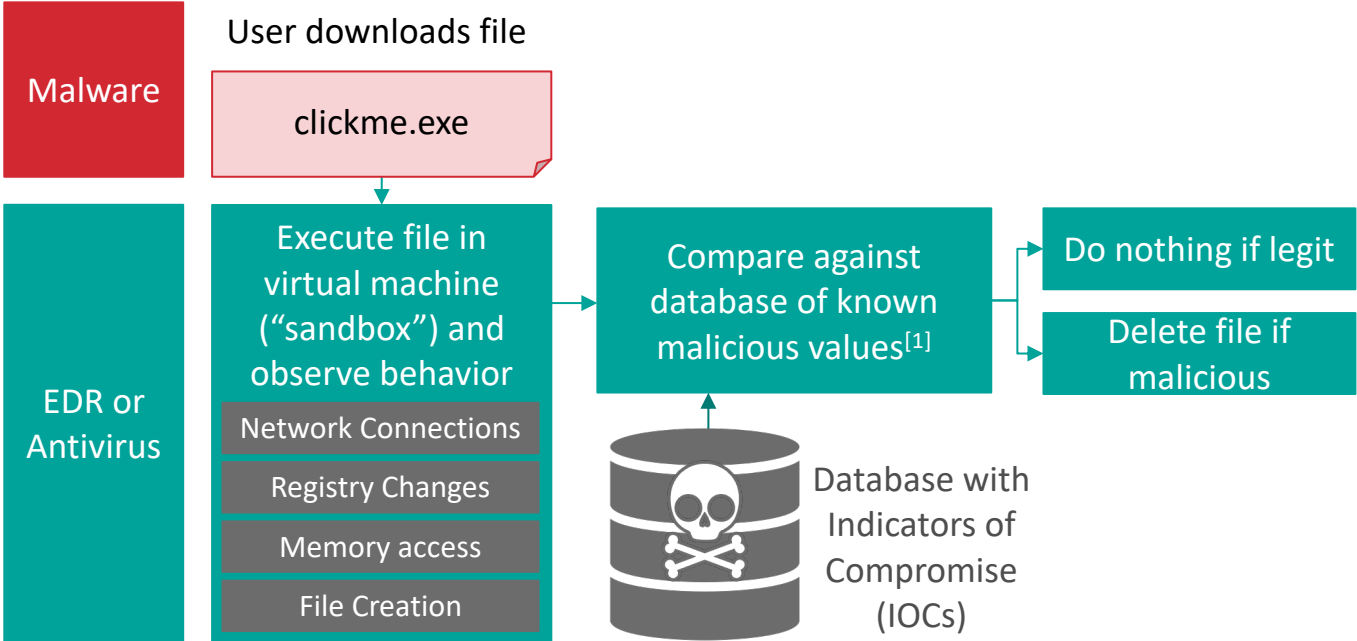 User downloads file
Malware
clickme.exe
EDR or
Antivirus
Execute file in
virtual machine
(“sandbox”) and
observe behavior
Network Connections
Registry Changes
Memory access
File Creation
Compare against
database of known
malicious values[1]
Database with
Indicators of
Compromise
(IOCs)
Do nothing if legit
Delete file if
malicious